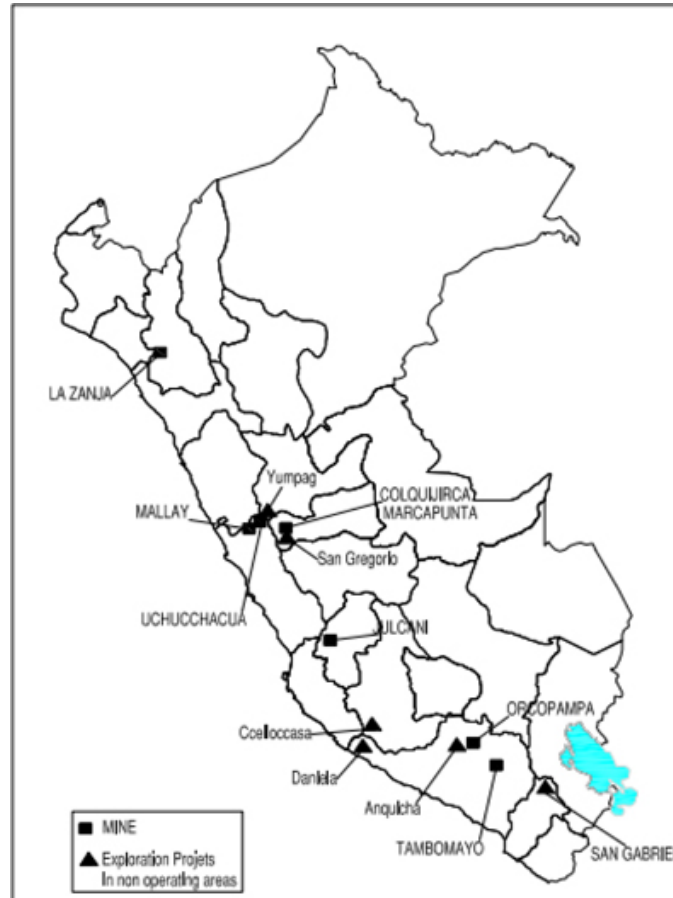 LA ZANJA
Yumpag
COLQUIJIRCA
MARCAPUNTA
MALLAY
San Gregorio
UCHUCCHACUA
JULCANI
Ccelloccasa
ORCOPAMPA
Daniela
Anquicha
TAMBOMAYO
SAN GABRIE
MINE
Exploration Projets
In non operating areas